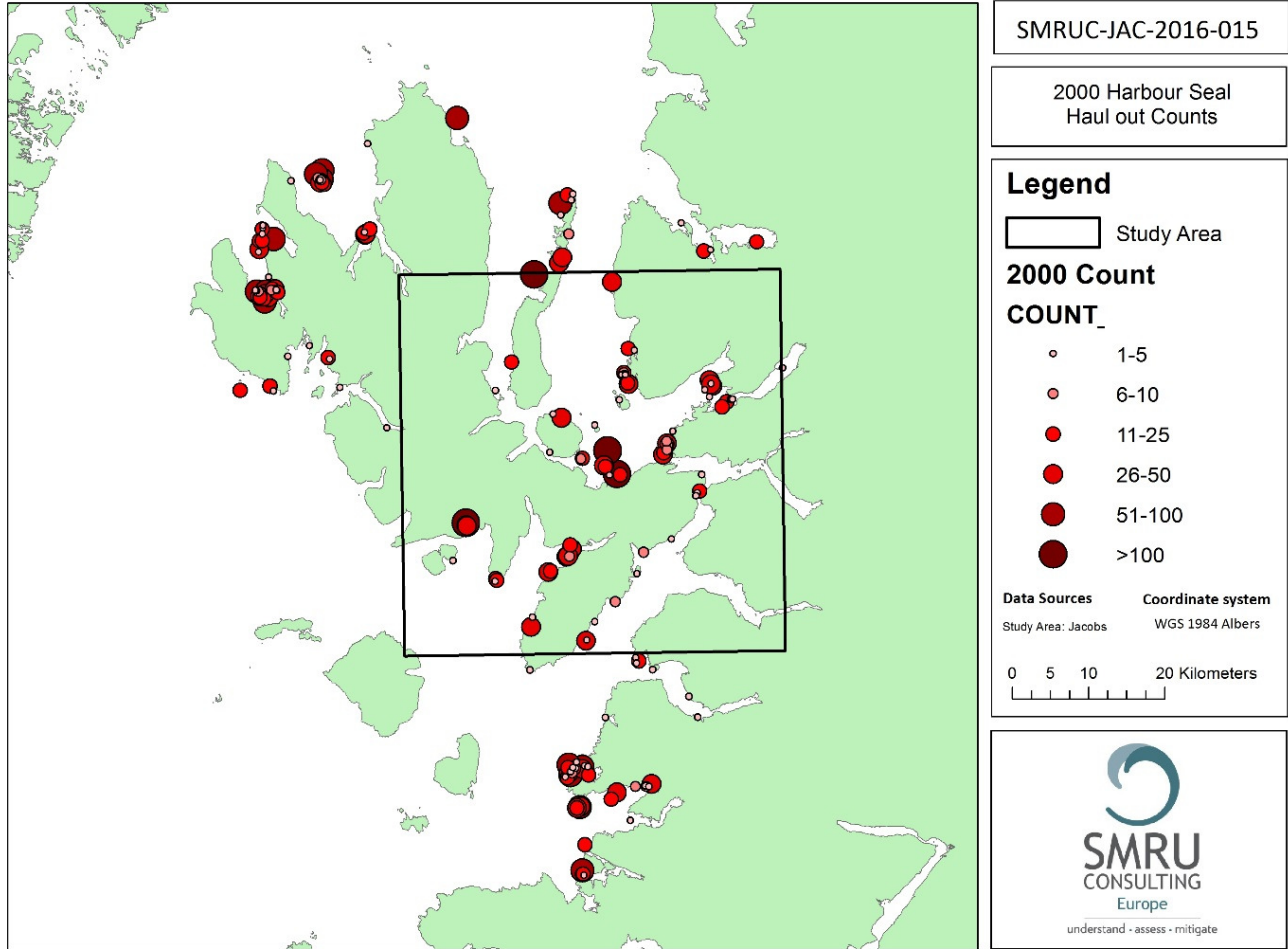 SMRUC-JAC-2016-015
2000 Harbour Seal
Haul out Counts
Legend
Study Area
2000 Count
COUNT_
1-5
6-10
11-25
26-50
51-100
>100
Data Sources
Coordinate system
Study Area: Jacobs
WGS 1984 Albers
0 5 10 20 Kilometers
SMRU
CONSULTING
Europe
understand • assess • mitigate